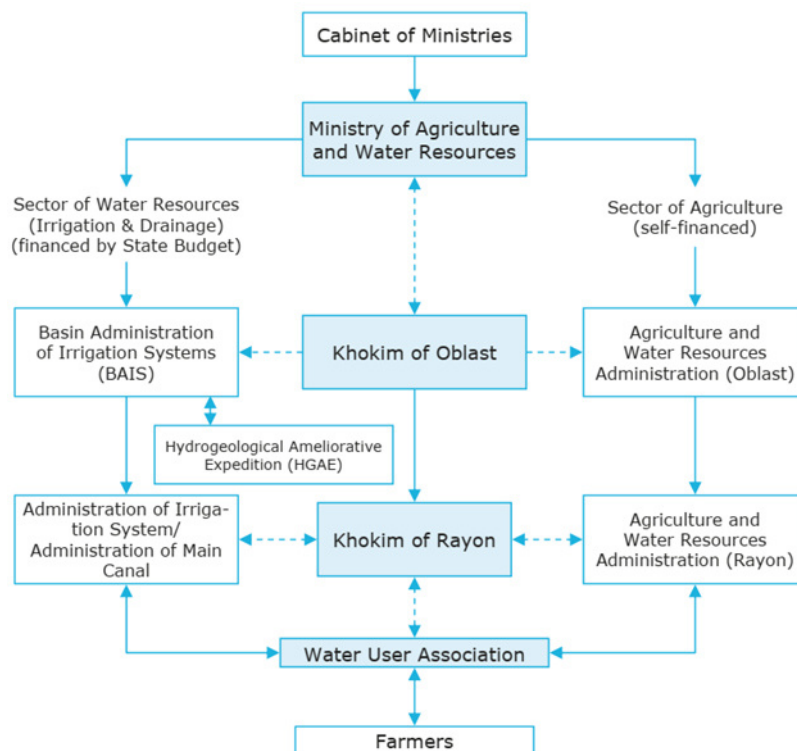 Cabinet of Ministries
Ministry of Agriculture
and Water Resources
Sector of Water Resources
(Irrigation & Drainage)
(financed by State Budget)
Sector of Agriculture
(self-financed)
Basin Administration
of Irrigation Systems
(BAIS)
Khokim of Oblast
Agriculture and
Water Resources
Administration (Oblast)
Hydrogeological Ameliorative
Expedition (HGAE)
Administration of Irriga-
tion System/
Administration of Main
Canal
Khokim of Rayon
Agriculture and
Water Resources
Administration (Rayon)
Water User Association
Farmers